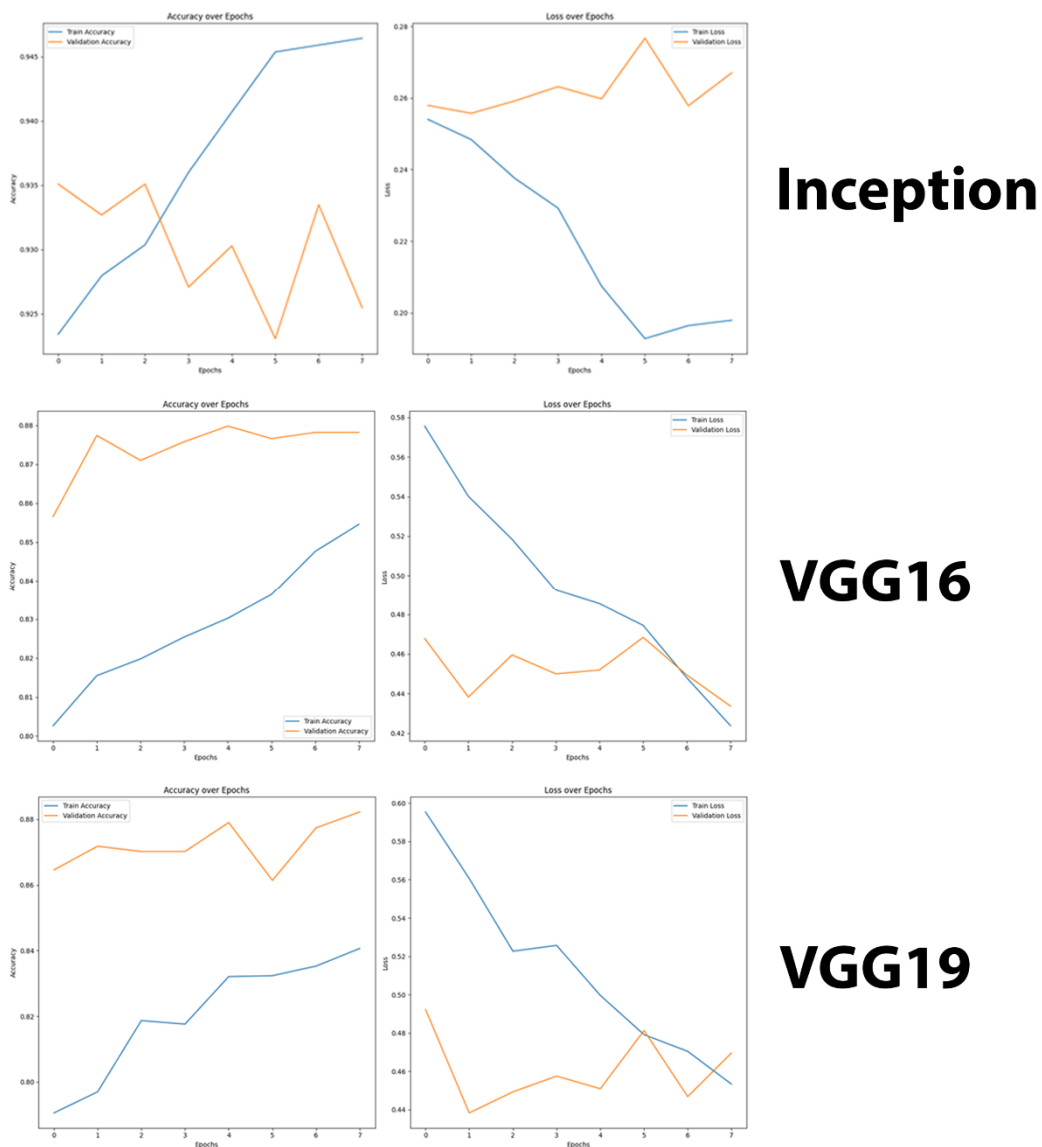 Accuracy over Epochs
Train Accuracy
Validation Accuracy
0.945
0.940
0.935
0.930
0.925
Accuracy
0 1 2 3 4 5 6 7
Epochs
Loss over Epochs
Train Loss
Validation Loss
0.28
0.26
0.24
0.22
0.20
Loss
0 1 2 3 4 5 6 7
Epochs
Inception
Accuracy over Epochs
0.88
0.87
0.86
0.85
0.84
0.83
0.82
0.81
0.80
Accuracy
Train Accuracy
Validation Accuracy
0 1 2 3 4 5 6 7
Epochs
Loss over Epochs
Train Loss
Validation Loss
0.58
0.56
0.54
0.52
0.50
0.48
0.46
0.44
0.42
Loss
0 1 2 3 4 5 6 7
Epochs
VGG16
Accuracy over Epochs
Train Accuracy
Validation Accuracy
0.88
0.86
0.84
0.82
0.80
Accuracy
0 1 2 3 4 5 6 7
Epochs
Loss over Epochs
Train Loss
Validation Loss
0.60
0.58
0.56
0.54
0.52
0.50
0.48
0.46
0.44
Loss
0 1 2 3 4 5 6 7
Epochs
VGG19